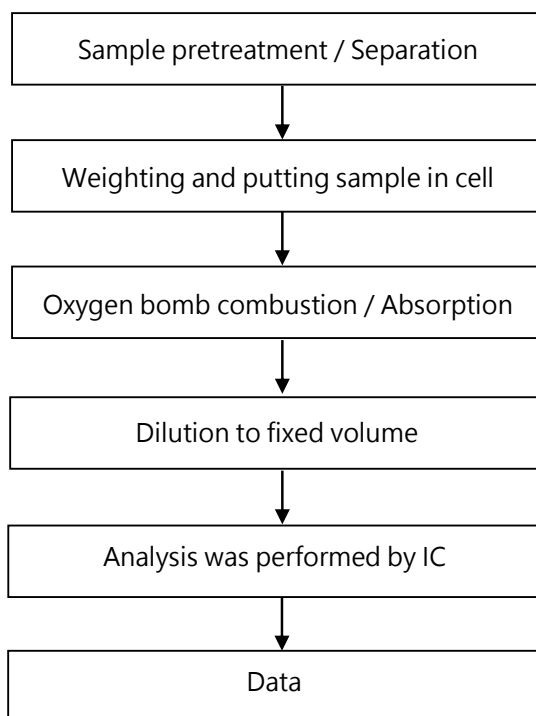 Sample pretreatment / Separation
Weighting and putting sample in cell
Oxygen bomb combustion / Absorption
Dilution to fixed volume
Analysis was performed by IC
Data